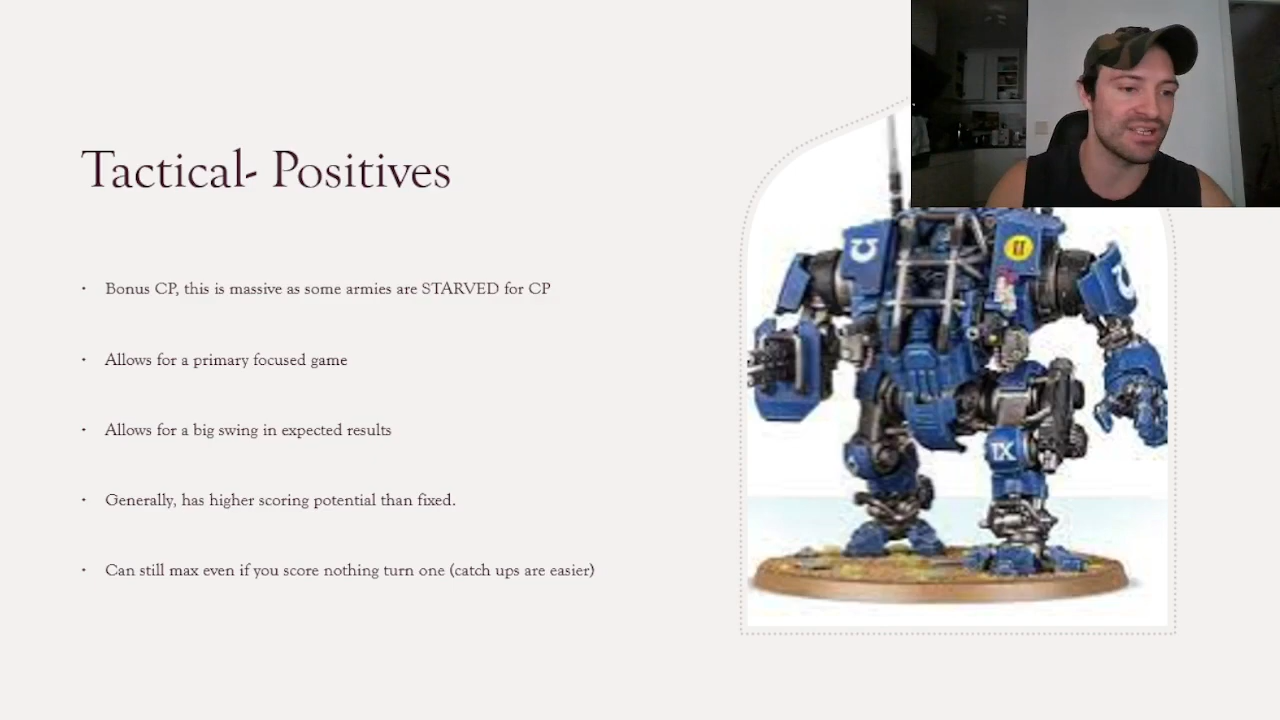 Tactical- Positives
• Bonus CP, this is massive as some armies are STARVED for CP
• Allows for a primary focused game
• Allows for a big swing in expected results
• Generally, has higher scoring potential than fixed.
• Can still max even if you score nothing turn one (catch ups are easier)
II
IX